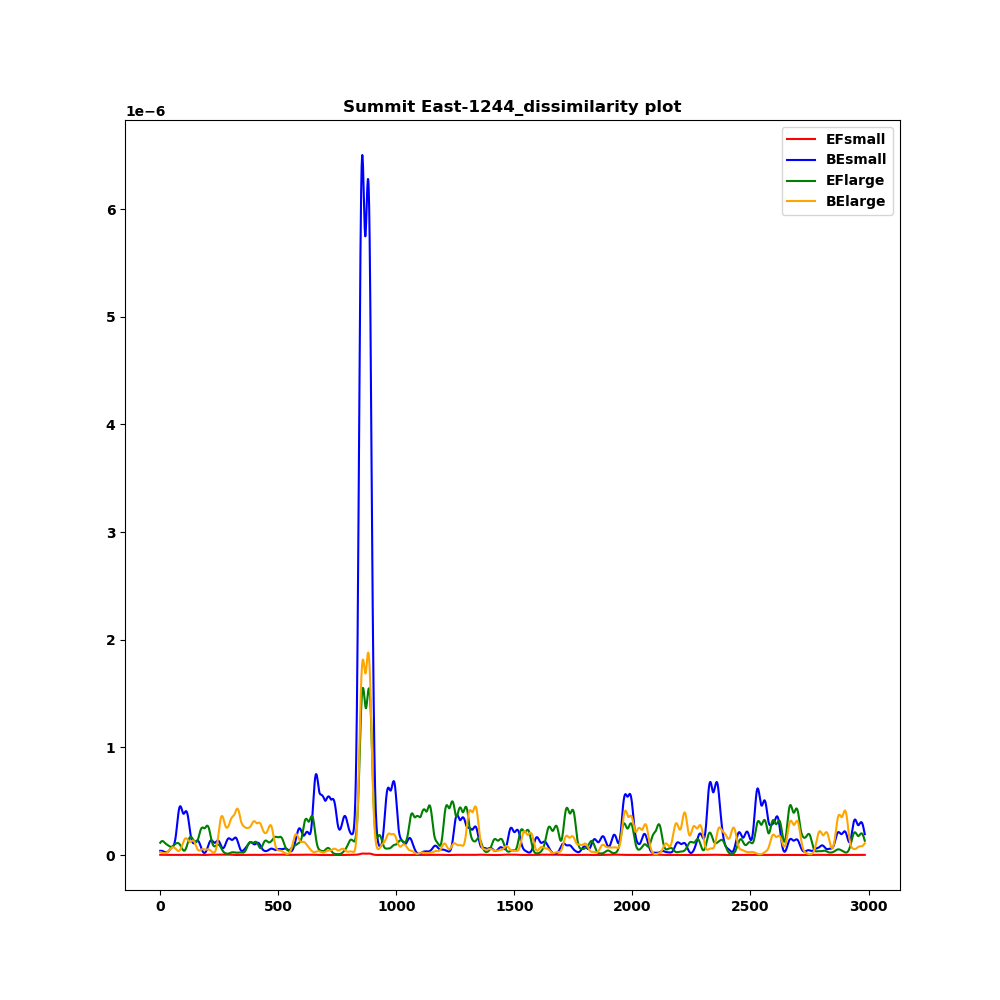 Summit East-1244_dissimilarity plot
1e−6
EFsmall
BEsmall
EFlarge
BElarge
6
5
4
3
2
1
0
0 500 1000 1500 2000 2500 3000